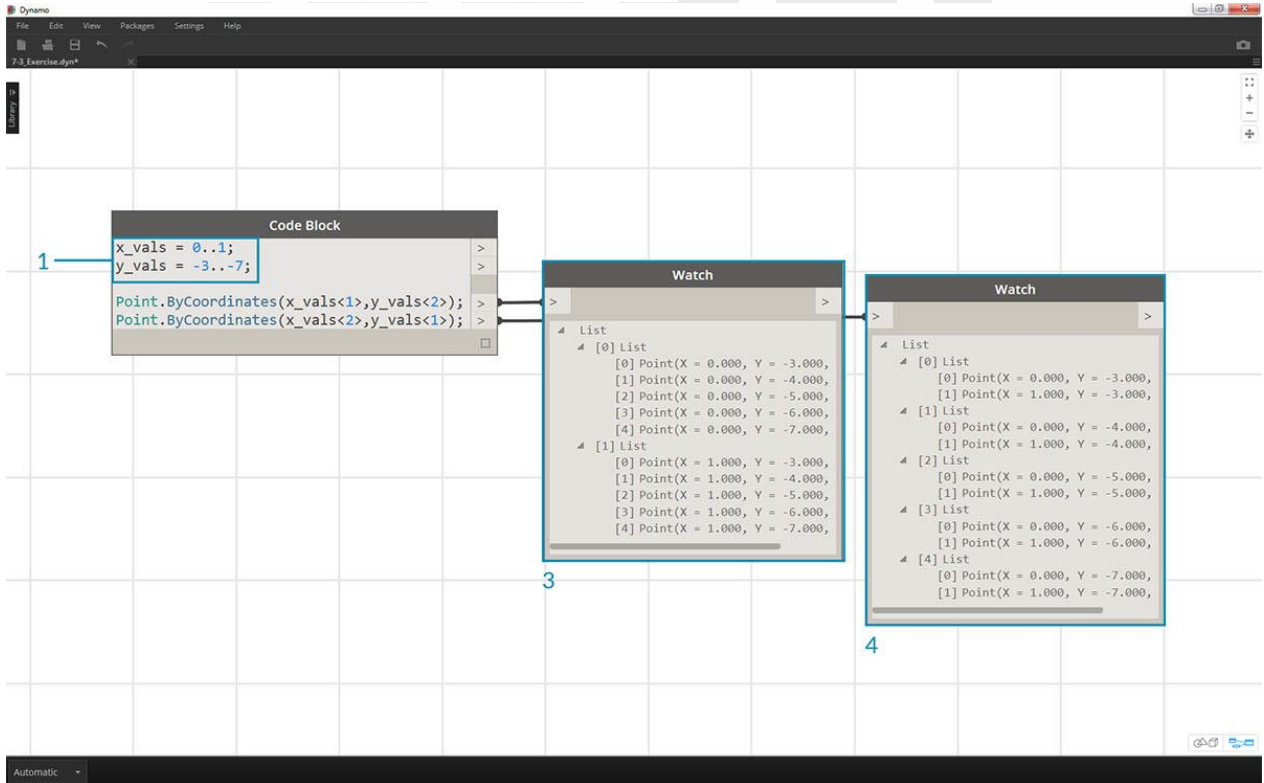 Dynamo
File Edit View Packages Settings Help
7-3_Exercise.dyn*
Library
Code Block
1
x_vals = 0..1;
y_vals = -3..-7;
Point.ByCoordinates(x_vals<1>,y_vals<2>);
Point.ByCoordinates(x_vals<2>,y_vals<1>);
Watch
List
[0] List
[0] Point(X = 0.000, Y = -3.000,
[1] Point(X = 0.000, Y = -4.000,
[2] Point(X = 0.000, Y = -5.000,
[3] Point(X = 0.000, Y = -6.000,
[4] Point(X = 0.000, Y = -7.000,
[1] List
[0] Point(X = 1.000, Y = -3.000,
[1] Point(X = 1.000, Y = -4.000,
[2] Point(X = 1.000, Y = -5.000,
[3] Point(X = 1.000, Y = -6.000,
[4] Point(X = 1.000, Y = -7.000,
3
Watch
List
[0] List
[0] Point(X = 0.000, Y = -3.000,
[1] Point(X = 1.000, Y = -3.000,
[1] List
[0] Point(X = 0.000, Y = -4.000,
[1] Point(X = 1.000, Y = -4.000,
[2] List
[0] Point(X = 0.000, Y = -5.000,
[1] Point(X = 1.000, Y = -5.000,
[3] List
[0] Point(X = 0.000, Y = -6.000,
[1] Point(X = 1.000, Y = -6.000,
[4] List
[0] Point(X = 0.000, Y = -7.000,
[1] Point(X = 1.000, Y = -7.000,
4
Automatic